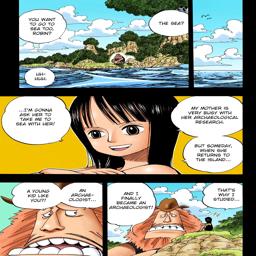 THE SEA?
YOU WANT
TO GO TO
SEA TOO,
ROBIN?
UH-
HUH.
MY MOTHER IS
VERY BUSY WITH
HER ARCHAEOLOGICAL
RESEARCH.
BUT SOMEDAY,
WHEN SHE
RETURNS TO
THE ISLAND...
...I'M GONNA
ASK HER TO
TAKE ME TO
SEA WITH HER!
THAT'S
WHY I
STUDIED...
AND I
FINALLY
BECAME AN
ARCHAEOLOGIST!
AN
ARCHAE-
OLOGIST...
A YOUNG
KID LIKE
YOU?!